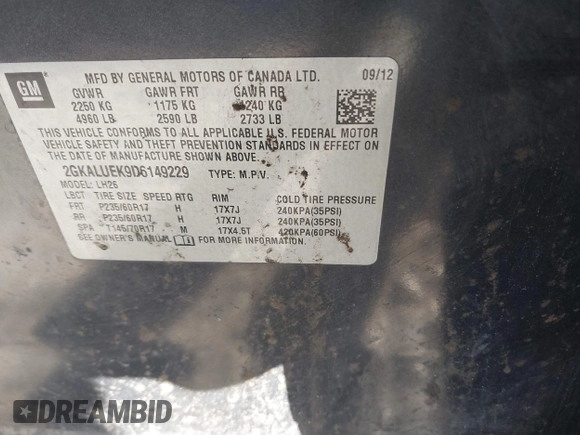 GM
MFD BY GENERAL MOTORS OF CANADA LTD. 09/12
GVWR GAWR FRT GAWR RR
2250 KG 1175 KG 1240 KG
4960 LB 2590 LB 2733 LB
THIS VEHICLE CONFORMS TO ALL APPLICABLE U.S. FEDERAL MOTOR
VEHICLE SAFETY AND THEFT PREVENTION STANDARDS IN EFFECT ON
THE DATE OF MANUFACTURE SHOWN ABOVE.
2GKALUEK9D6149229 TYPE: M.P.V.
MODEL: LH26
LOCT TIRE SIZE SPEED RTG RIM COLD TIRE PRESSURE
FRT P235/60R17 H 17X7J 240KPA(35PSI)
RR P235/60R17 H 17X7J 240KPA(35PSI)
SPA T145/70R17 M 17X4.5T 420KPA(60PSI)
SEE OWNER'S MANUAL FOR MORE INFORMATION.
DREAMBID